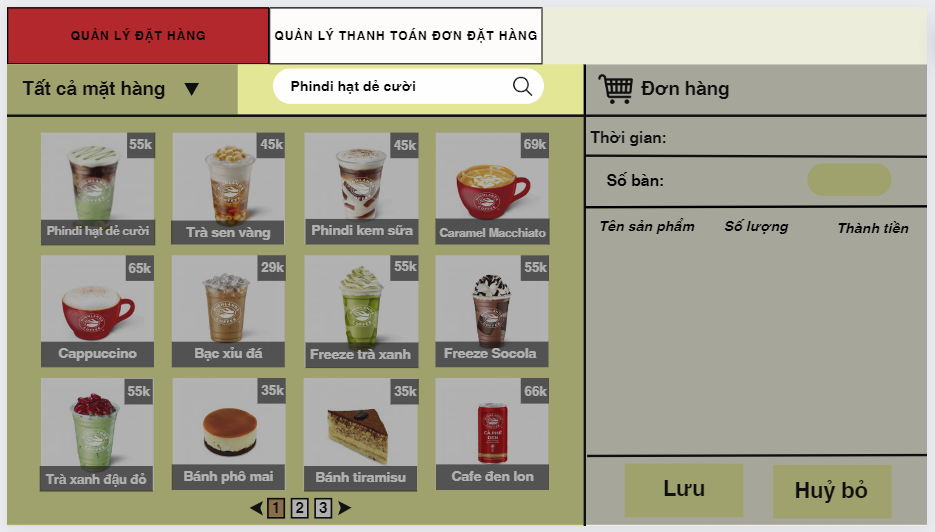 QUẢN LÝ ĐẶT HÀNG
QUẢN LÝ THANH TOÁN ĐƠN ĐẶT HÀNG
Tất cả mặt hàng ▼
Phindi hạt dẻ cười
Đơn hàng
Thời gian:
Số bàn:
Tên sản phẩm Số lượng Thành tiền
55k
Phindi hạt dẻ cười
45k
Trà sen vàng
45k
Phindi kem sữa
69k
Caramel Macchiato
65k
Cappuccino
29k
Bạc xỉu đá
55k
Freeze trà xanh
55k
Freeze Socola
55k
Trà xanh đậu đỏ
35k
Bánh phô mai
35k
Bánh tiramisu
66k
CÀ PHÊ
ĐEN
Cafe đen lon
1 2 3
Lưu
Huỷ bỏ